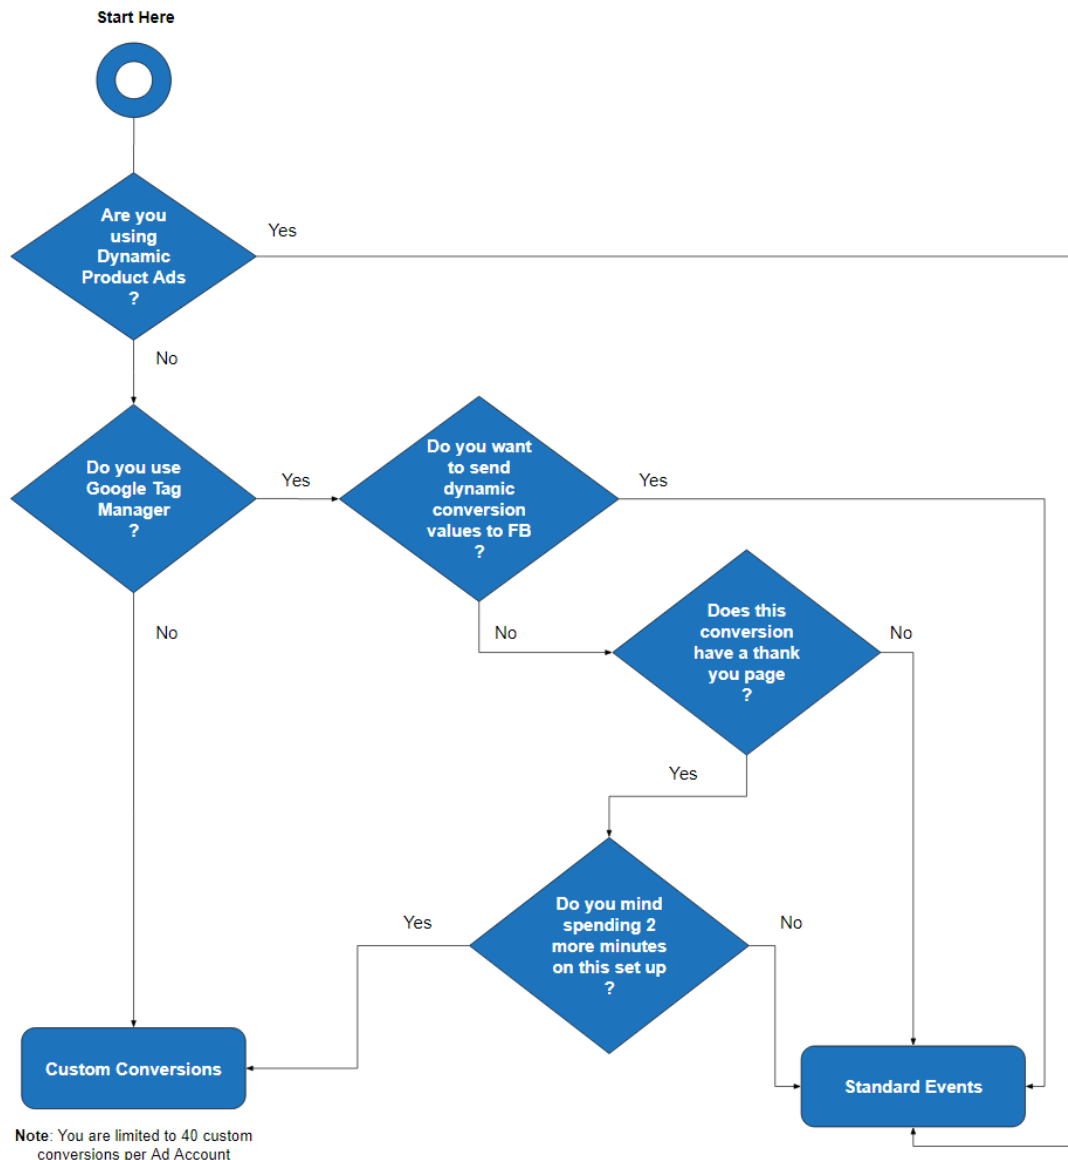 Start Here
Are you
using
Dynamic
Product Ads
?
Yes
No
Do you use
Google Tag
Manager
?
Yes
Do you want
to send
dynamic
conversion
values to FB
?
Yes
No
No
Does this
conversion
have a thank
you page
?
No
Yes
Do you mind
spending 2
more minutes
on this set up
?
Yes
No
Custom Conversions
Standard Events
Note: You are limited to 40 custom
conversions per Ad Account